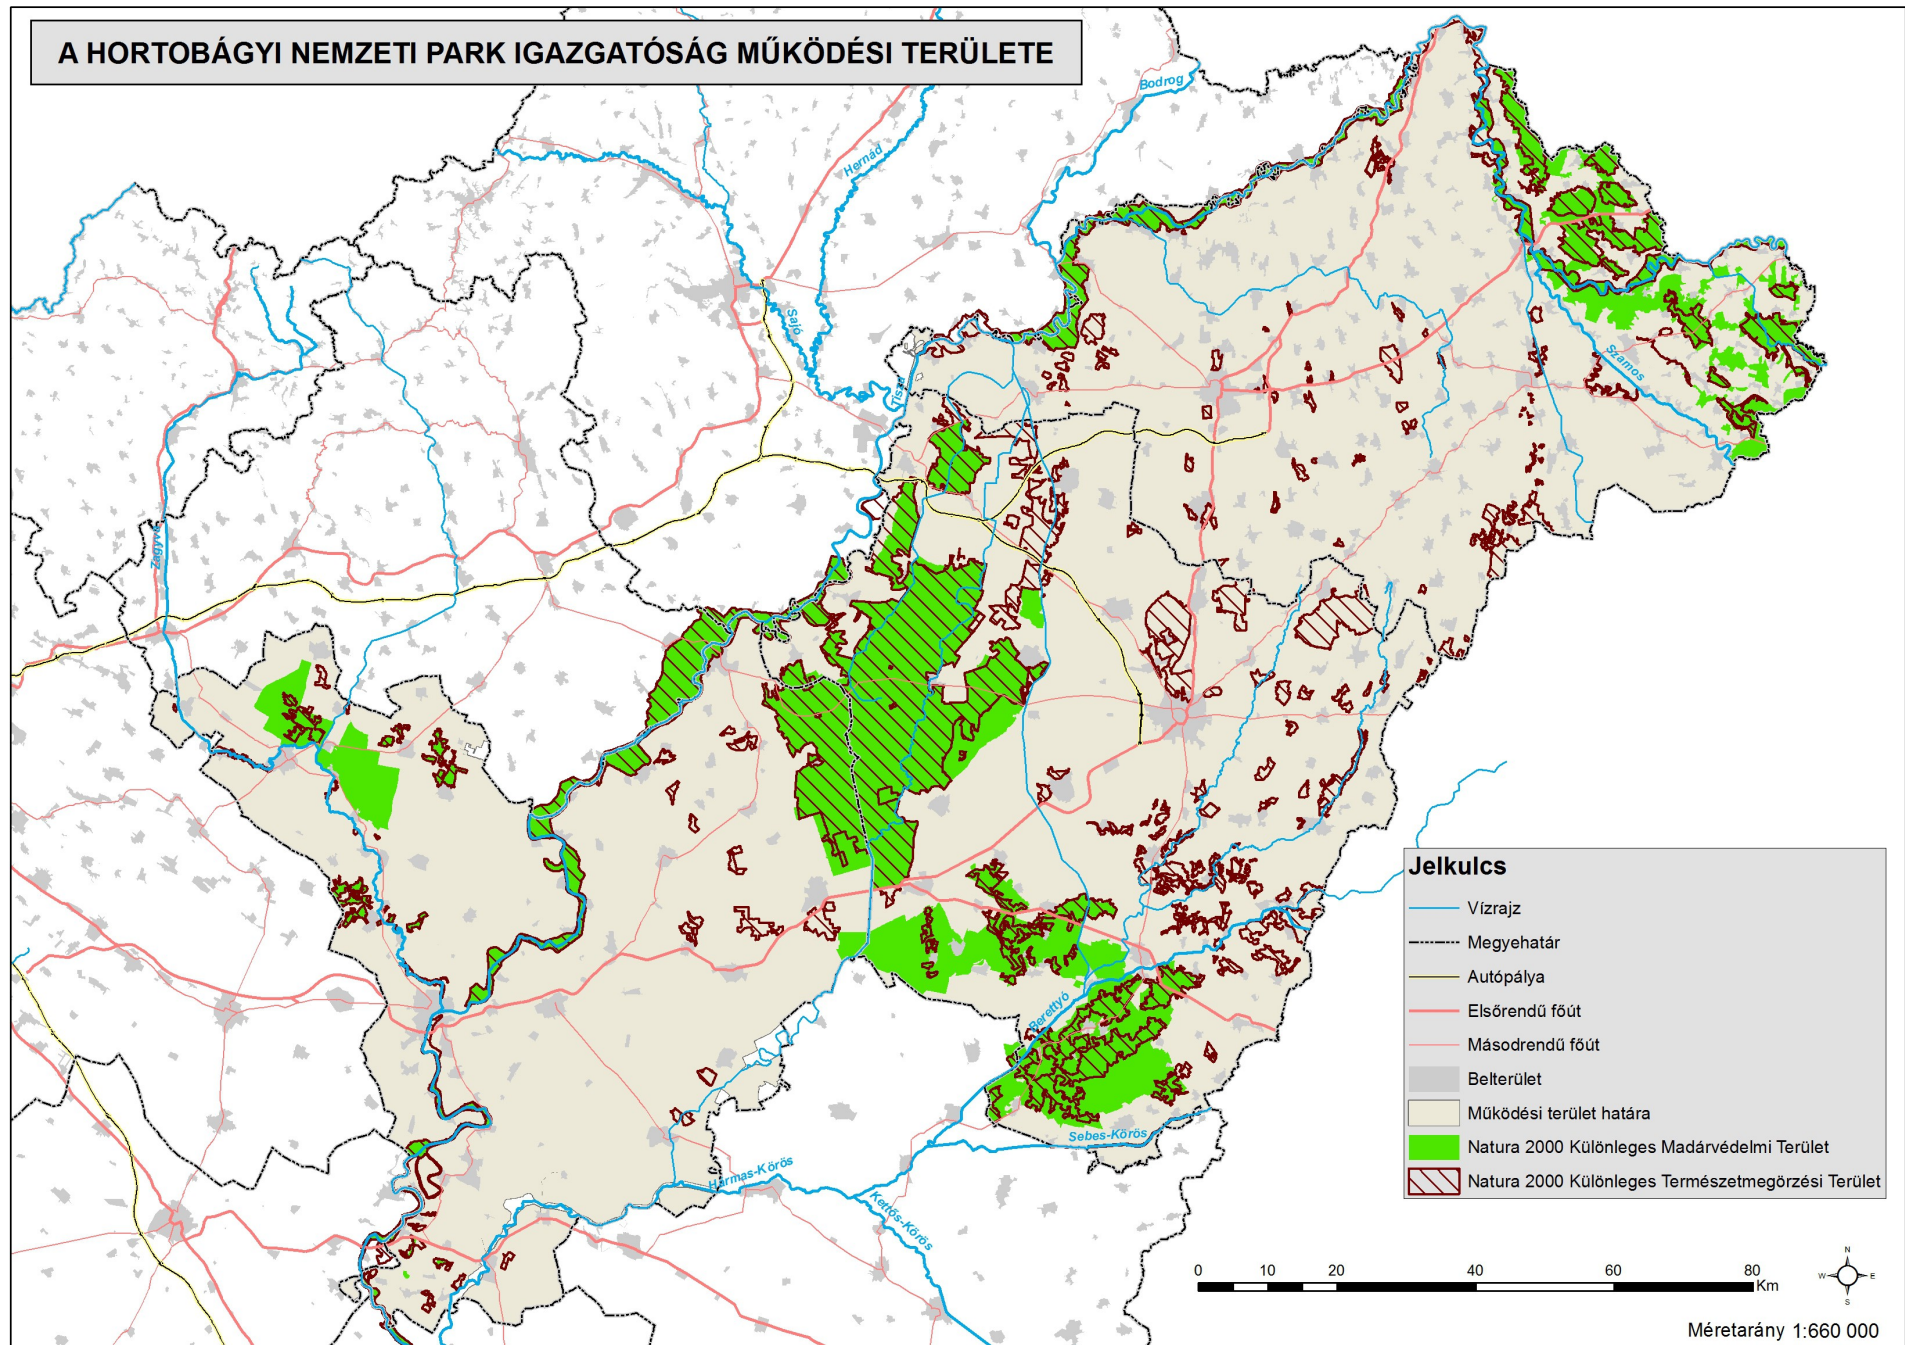 A HORTOBÁGYI NEMZETI PARK IGAZGATÓSÁG MŰKÖDÉSI TERÜLETE
Bodrog
Hernád
Sajó
Tisza
Szamos
Zagyva
Berettyó
Sebes-Körös
Hármas-Körös
Kettős-Körös
Jelkulcs
Vízrajz
Megyehatár
Autópálya
Elsőrendű főút
Másodrendű főút
Belterület
Működési terület határa
Natura 2000 Különleges Madárvédelmi Terület
Natura 2000 Különleges Természetmegőrzési Terület
0 10 20 40 60 80
Km
N
W E
S
Méretarány 1:660 000